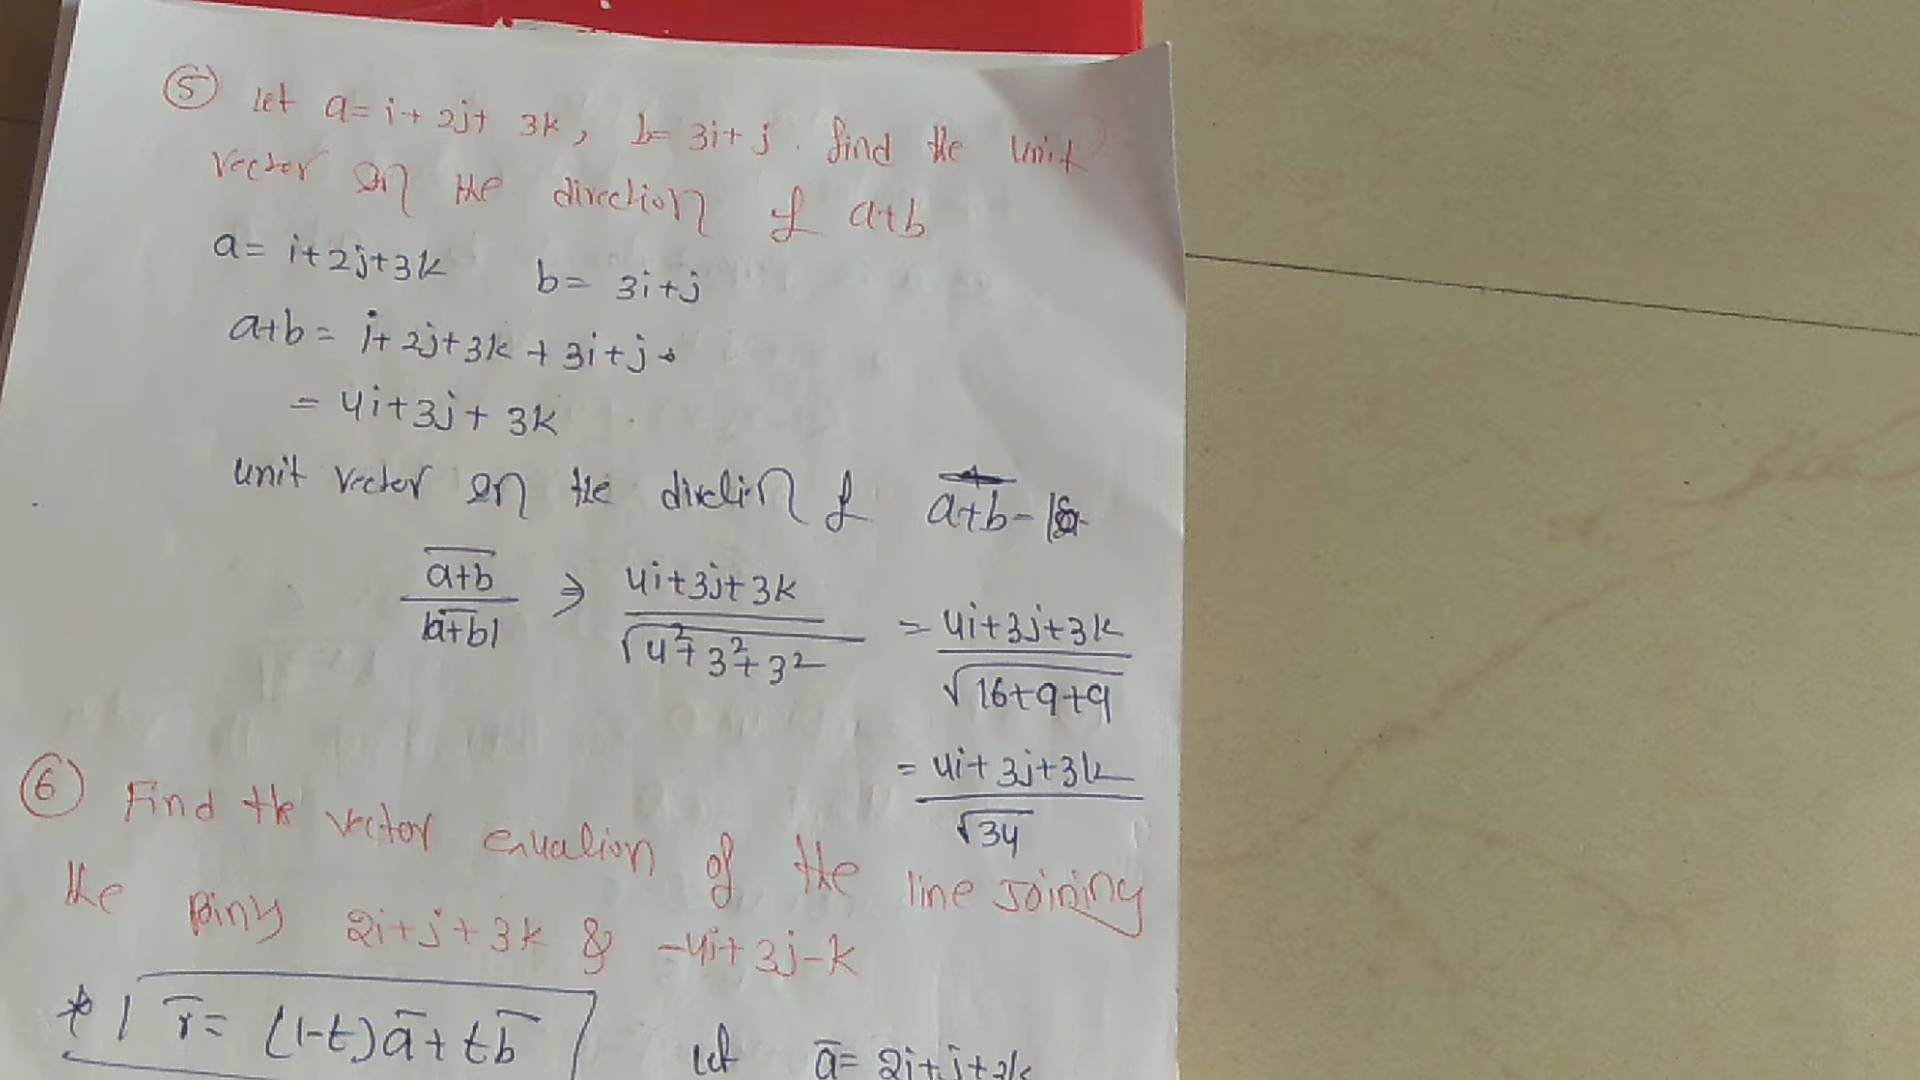 ⑤ Let a= i+ 2j+ 3k, b= 3i+j. find the unit
vector in the direction of a+b
a= i+2j+3k b= 3i+j
a+b= i+2j+3k+3i+j
= 4i+3j+3k
unit vector in the direction of a+b
a+b / |a+b| ⇒ 4i+3j+3k / √4²+3²+3² = 4i+3j+3k / √16+9+9
= 4i+3j+3k / √34
⑥ Find the vector equation of the line joining
the 2i+j+3k & -4i+3j-k
* r̄= (1-t)ā+tb̄ let ā= 2i+j+3k